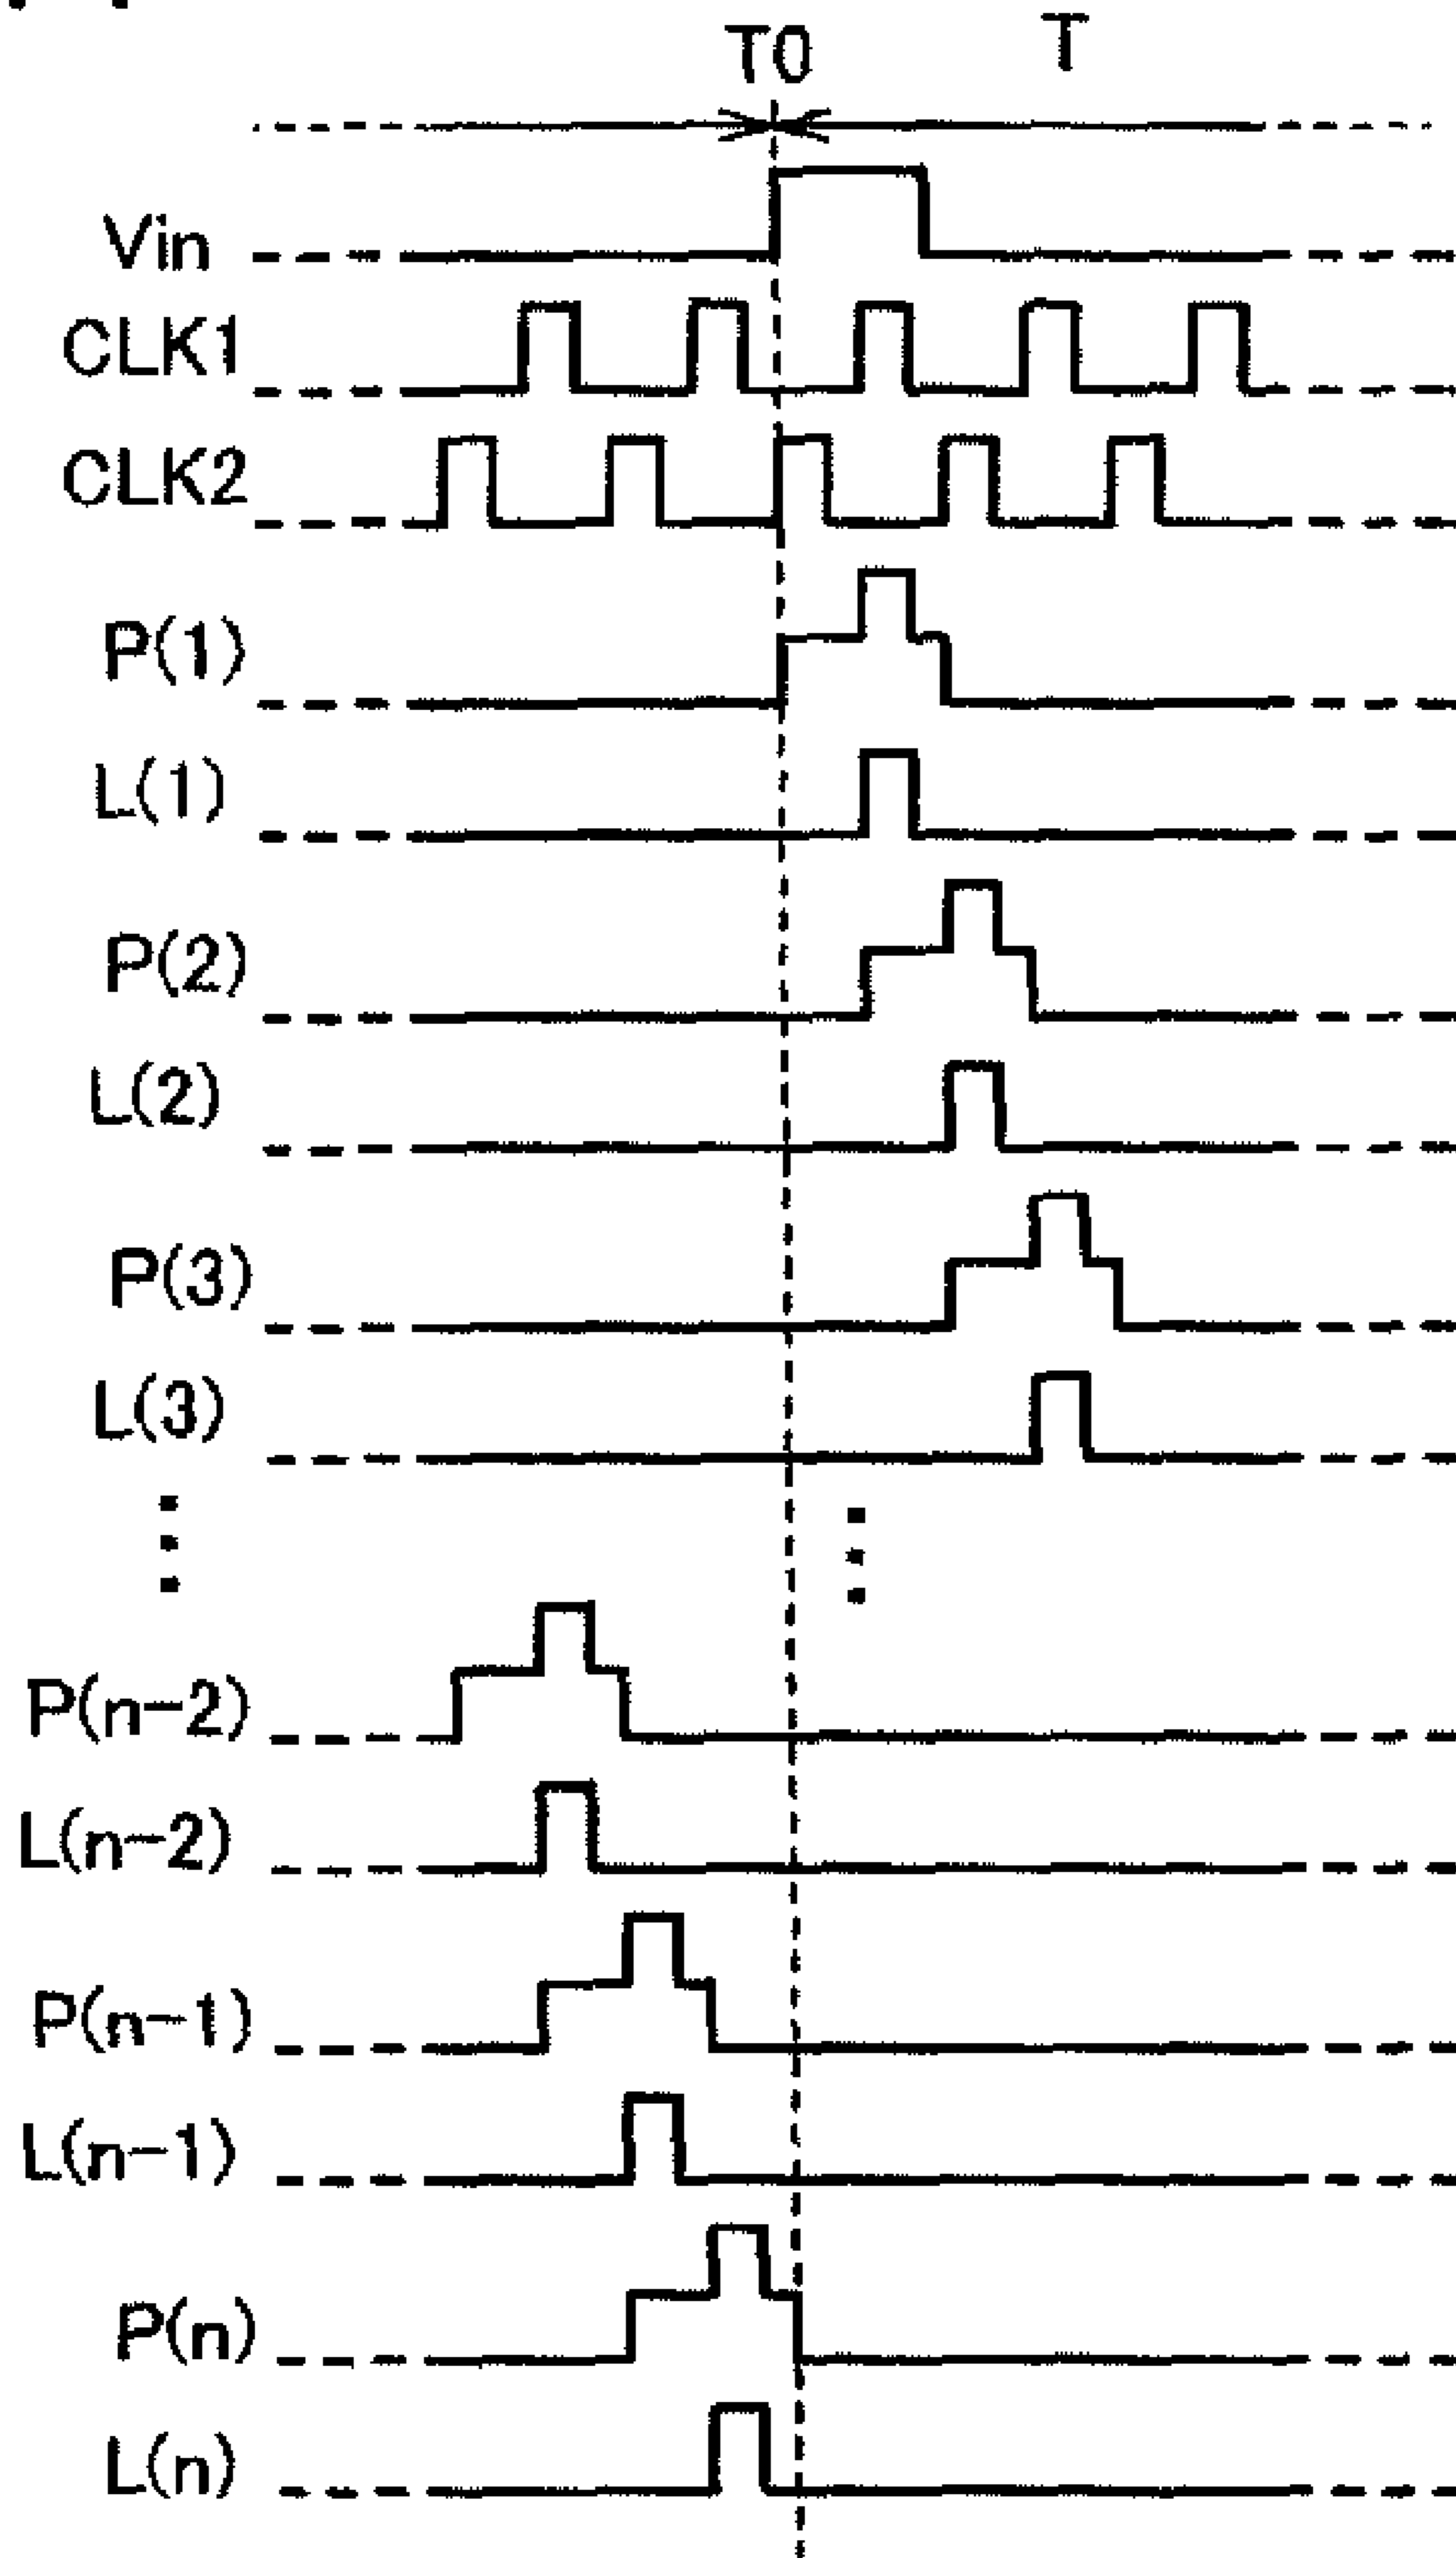 T0 T
Vin
CLK1
CLK2
P(1)
L(1)
P(2)
L(2)
P(3)
L(3)
P(n-2)
L(n-2)
P(n-1)
L(n-1)
P(n)
L(n)